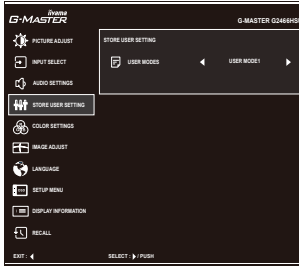 iiyama
G-MASTER
G-MASTER G2466HS
PICTURE ADJUST
STORE USER SETTING
INPUT SELECT
USER MODES
USER MODE1
AUDIO SETTINGS
STORE USER SETTING
COLOR SETTINGS
IMAGE ADJUST
LANGUAGE
SETUP MENU
DISPLAY INFORMATION
RECALL
EXIT :
SELECT : / PUSH